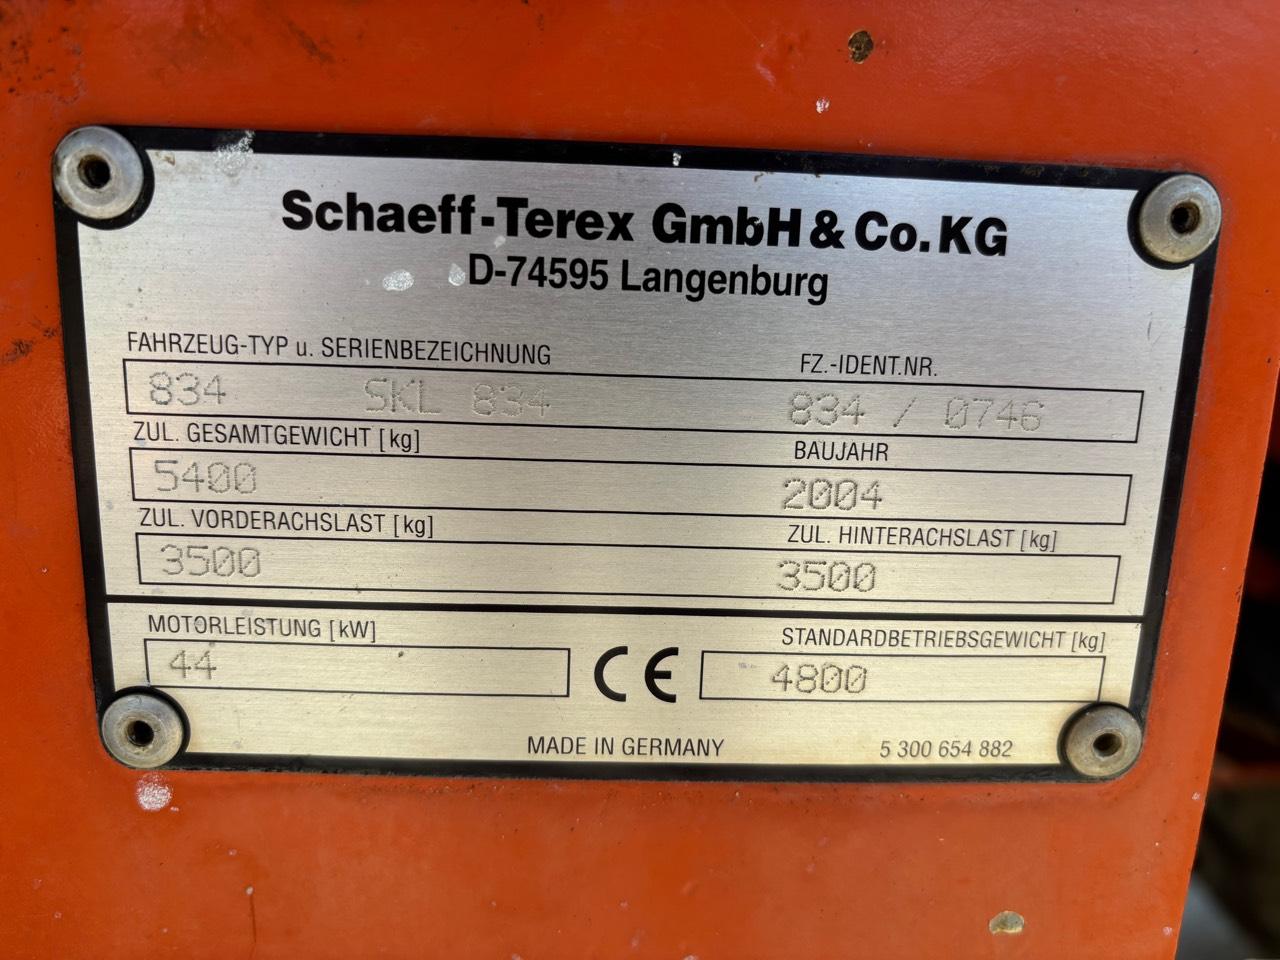 Schaeff-Terex GmbH & Co. KG
D-74595 Langenburg
FAHRZEUG-TYP u. SERIENBEZEICHNUNG FZ.-IDENT.NR.
834 SKL 834 834 / 0746
ZUL. GESAMTGEWICHT [kg] BAUJAHR
5400 2004
ZUL. VORDERACHSLAST [kg] ZUL. HINTERACHSLAST [kg]
3500 3500
MOTORLEISTUNG [kW] STANDARDBETRIEBSGEWICHT [kg]
44 CE 4800
MADE IN GERMANY 5 300 654 882